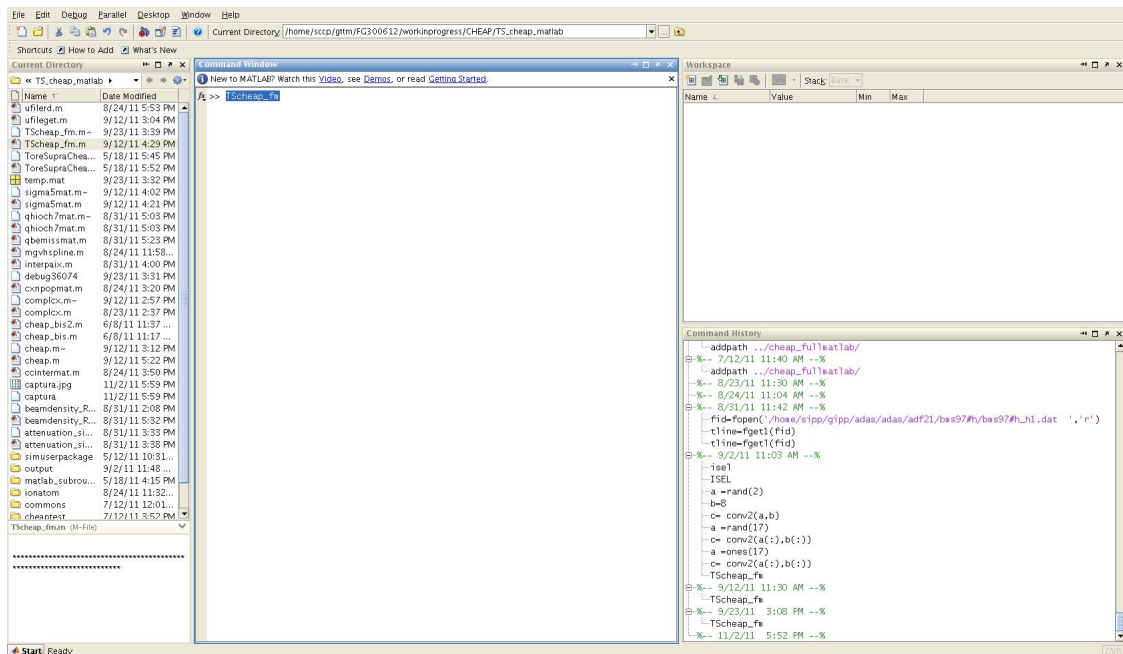 File Edit Debug Parallel Desktop Window Help
Current Directory: /home/sccp/gttm/FG300612/workinprogress/CHEAP/TS_cheap_matlab
Shortcuts How to Add What's New
Current Directory
« TS_cheap_matlab
Name Date Modified
ufilerd.m 8/24/11 5:53 PM
ufileget.m 9/12/11 3:04 PM
TScheap_fm.m~ 9/23/11 3:39 PM
TScheap_fm.m 9/12/11 4:29 PM
ToreSupraChea... 5/18/11 5:45 PM
ToreSupraChea... 5/18/11 5:52 PM
temp.mat 9/23/11 3:32 PM
sigma5mat.m~ 9/12/11 4:02 PM
sigma5mat.m 9/12/11 4:21 PM
qhioch7mat.m~ 8/31/11 5:03 PM
qhioch7mat.m 8/31/11 5:03 PM
qbemissmat.m 8/31/11 5:23 PM
mgvhspline.m 8/24/11 11:58...
interpaix.m 8/31/11 4:00 PM
debug36074 9/23/11 3:31 PM
cxnpopmat.m 8/24/11 3:20 PM
complcx.m~ 9/12/11 2:57 PM
complcx.m 8/23/11 2:37 PM
cheap_bis2.m 6/8/11 11:37 ...
cheap_bis.m 6/8/11 11:17 ...
cheap.m~ 9/12/11 3:12 PM
cheap.m 9/12/11 5:22 PM
ccintermat.m 8/24/11 3:50 PM
captura.jpg 11/2/11 5:59 PM
captura 11/2/11 5:59 PM
beamdensity_R... 8/31/11 2:08 PM
beamdensity_R... 8/31/11 5:32 PM
attenuation_si... 8/31/11 3:33 PM
attenuation_si... 8/31/11 3:38 PM
simuserpackage 5/12/11 10:31...
output 9/2/11 11:48 ...
matlab_subrou... 5/18/11 4:15 PM
ionatom 8/24/11 11:32...
commons 7/12/11 12:01...
cheaptest 7/12/11 3:52 PM
TScheap_fm.m (M-File)
Command Window
New to MATLAB? Watch this Video, see Demos, or read Getting Started.
fx >> TScheap_fm
Workspace
Stack: Base
Name Value Min Max
Command History
addpath ../cheap_fullmatlab/
%-- 7/12/11 11:40 AM --%
addpath ../cheap_fullmatlab/
%-- 8/23/11 11:30 AM --%
%-- 8/24/11 11:04 AM --%
%-- 8/31/11 11:42 AM --%
fid=fopen('/home/sipp/gipp/adas/adas/adf21/bms97#h/bms97#h_h1.dat ','r')
tline=fgetl(fid)
tline=fgetl(fid)
%-- 9/2/11 11:03 AM --%
isel
ISEL
a =rand(2)
b=8
c= conv2(a,b)
a =rand(17)
c= conv2(a(:),b(:))
a =ones(17)
c= conv2(a(:),b(:))
TScheap_fm
%-- 9/12/11 11:30 AM --%
TScheap_fm
%-- 9/23/11 3:08 PM --%
TScheap_fm
%-- 11/2/11 5:52 PM --%
Start Ready
OVR